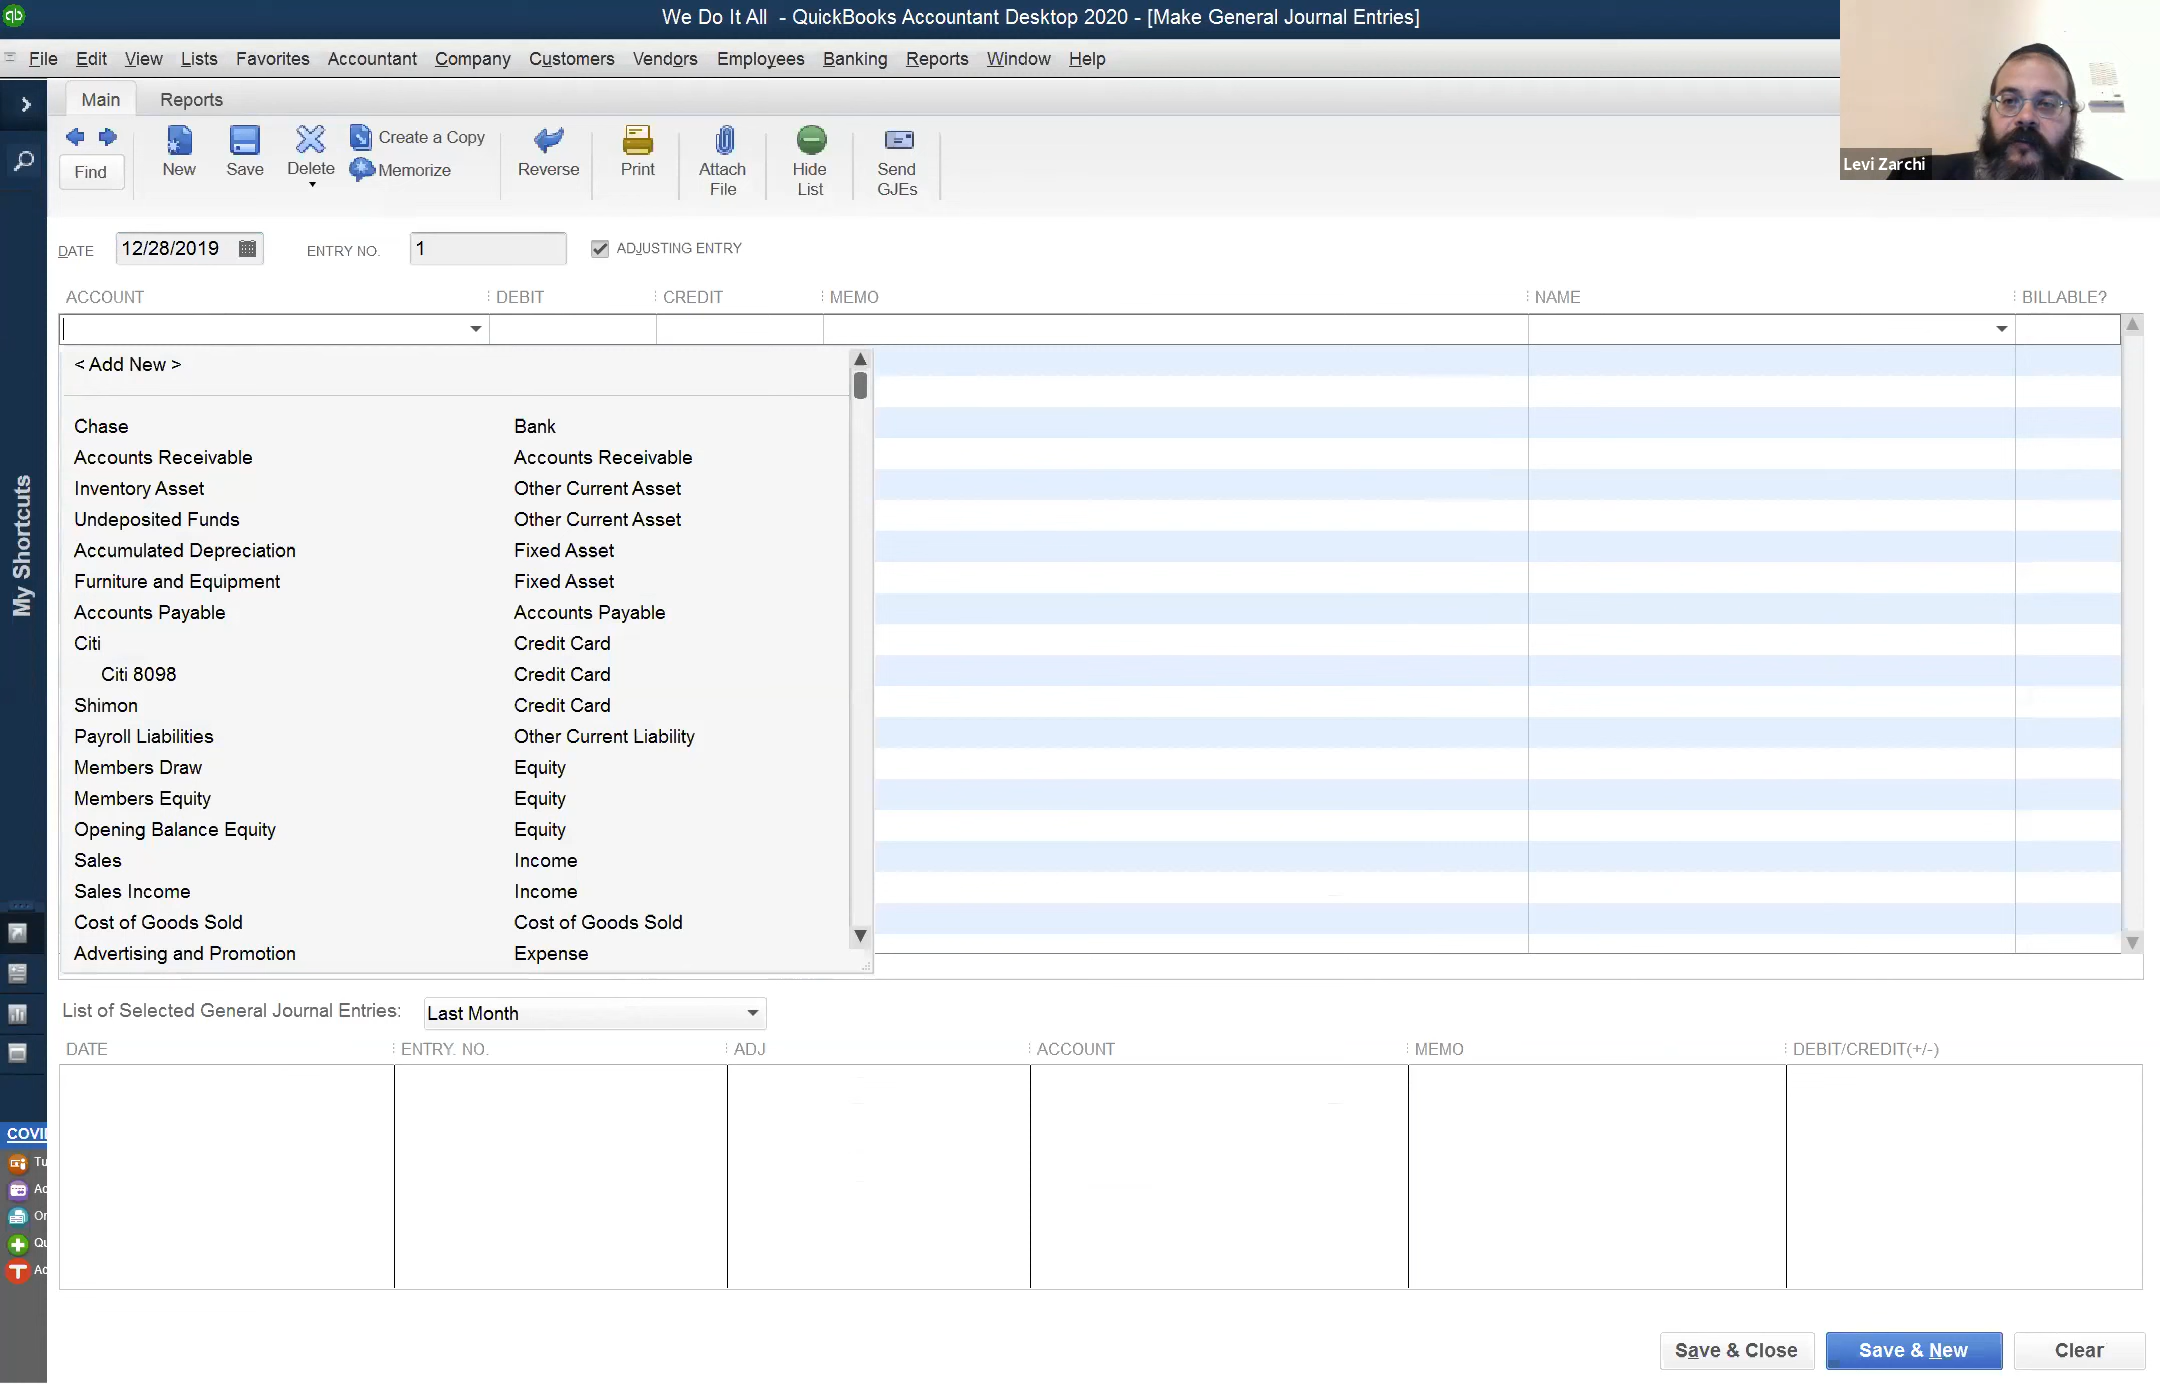 We Do It All - QuickBooks Accountant Desktop 2020 - [Make General Journal Entries]
File Edit View Lists Favorites Accountant Company Customers Vendors Employees Banking Reports Window Help
Levi Zarchi
Main Reports
Find New Save Delete Create a Copy Memorize Reverse Print Attach File Hide List Send GJEs
My Shortcuts
DATE 12/28/2019 ENTRY NO. 1 ADJUSTING ENTRY
ACCOUNT DEBIT CREDIT MEMO NAME BILLABLE?
< Add New >
Chase Bank
Accounts Receivable Accounts Receivable
Inventory Asset Other Current Asset
Undeposited Funds Other Current Asset
Accumulated Depreciation Fixed Asset
Furniture and Equipment Fixed Asset
Accounts Payable Accounts Payable
Citi Credit Card
Citi 8098 Credit Card
Shimon Credit Card
Payroll Liabilities Other Current Liability
Members Draw Equity
Members Equity Equity
Opening Balance Equity Equity
Sales Income
Sales Income Income
Cost of Goods Sold Cost of Goods Sold
Advertising and Promotion Expense
List of Selected General Journal Entries: Last Month
DATE ENTRY. NO. ADJ ACCOUNT MEMO DEBIT/CREDIT(+/-)
COVI
Tu
Ac
Or
Qu
Ac
Save & Close Save & New Clear